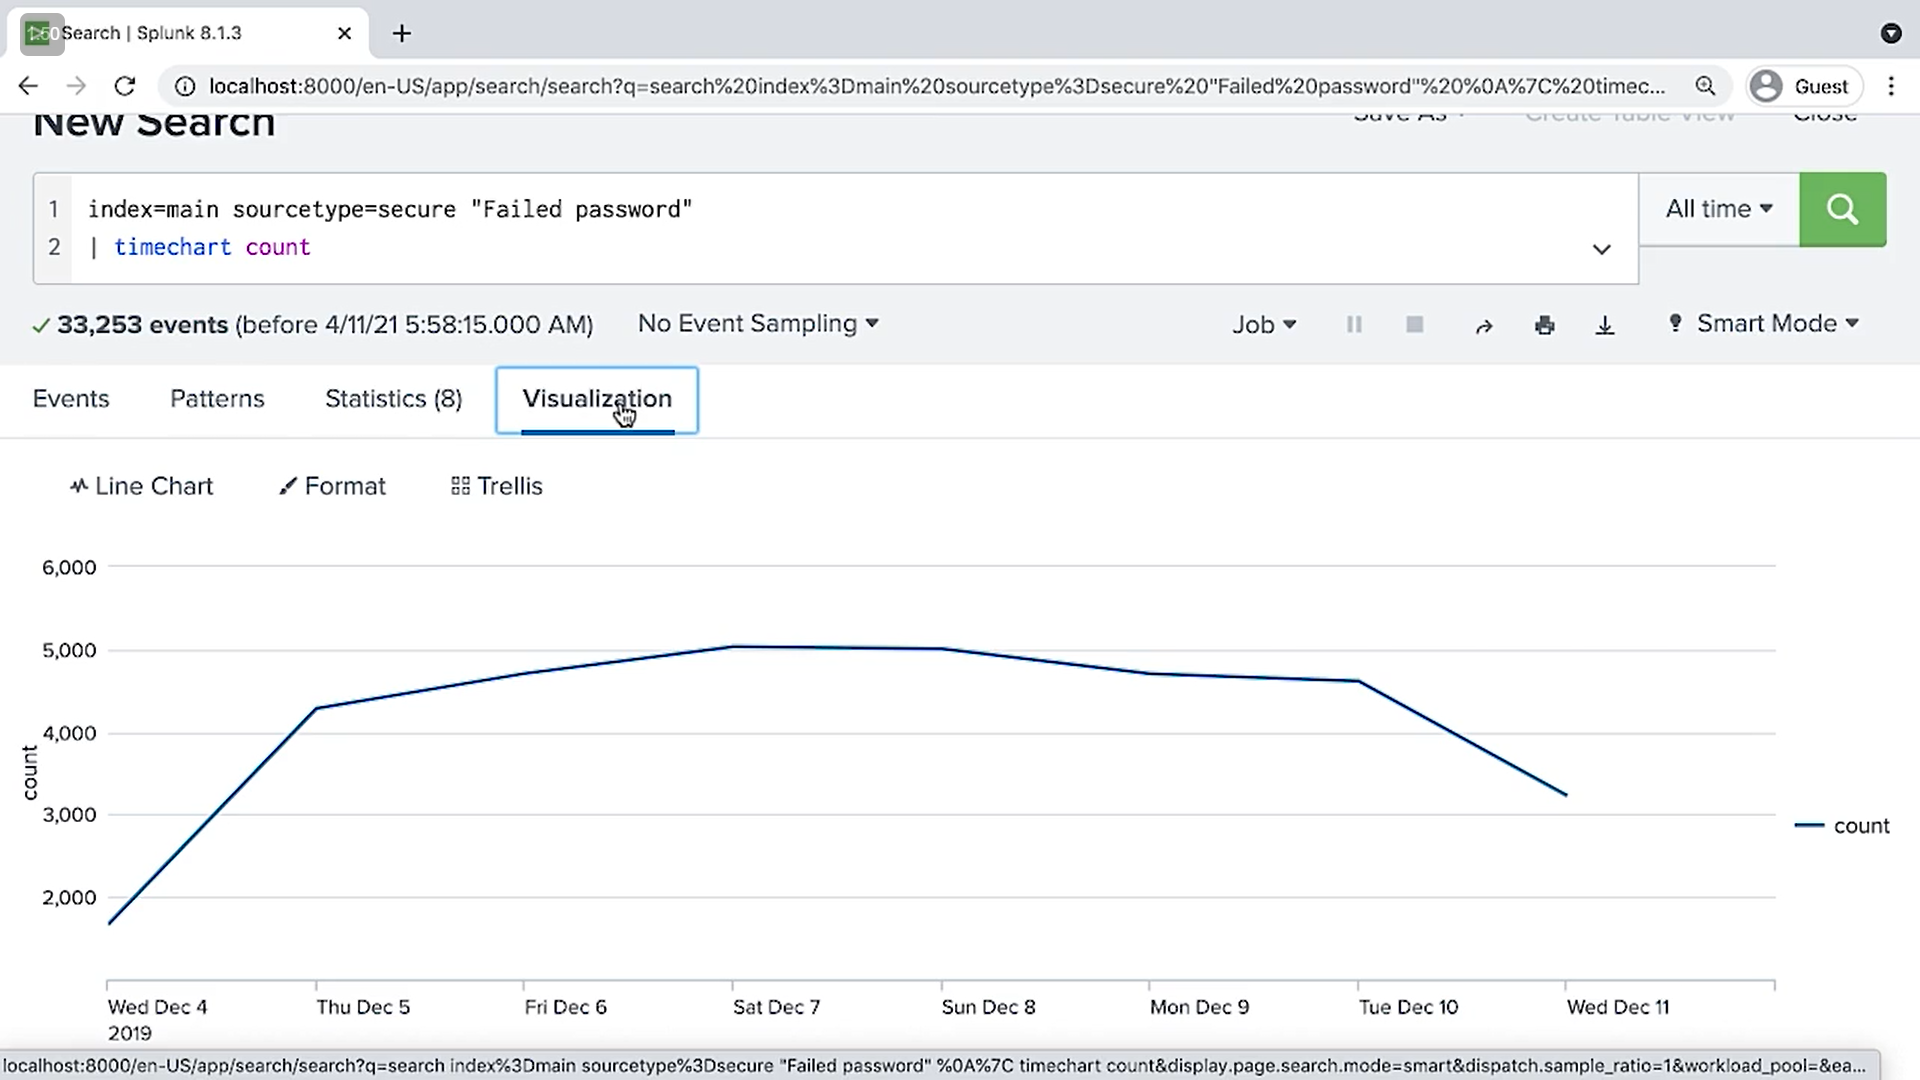 Search | Splunk 8.1.3
localhost:8000/en-US/app/search/search?q=search%20index%3Dmain%20sourcetype%3Dsecure%20"Failed%20password"%20%0A%7C%20timec...
Guest
New Search
Save As
Create Table View
Close
1 index=main sourcetype=secure "Failed password"
2 | timechart count
All time
33,253 events (before 4/11/21 5:58:15.000 AM)
No Event Sampling
Job
Smart Mode
Events
Patterns
Statistics (8)
Visualization
Line Chart
Format
Trellis
6,000
5,000
4,000
3,000
2,000
count
count
Wed Dec 4
2019
Thu Dec 5
Fri Dec 6
Sat Dec 7
Sun Dec 8
Mon Dec 9
Tue Dec 10
Wed Dec 11
localhost:8000/en-US/app/search/search?q=search index%3Dmain sourcetype%3Dsecure "Failed password" %0A%7C timechart count&display.page.search.mode=smart&dispatch.sample_ratio=1&workload_pool=&ea...